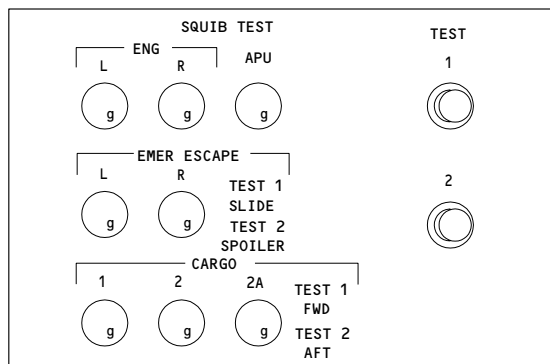 SQUIB TEST
TEST
ENG
L R APU
1
g g g
EMER ESCAPE
L R
TEST 1
SLIDE
TEST 2
SPOILER
g g
2
CARGO
1 2 2A
TEST 1
FWD
TEST 2
AFT
g g g